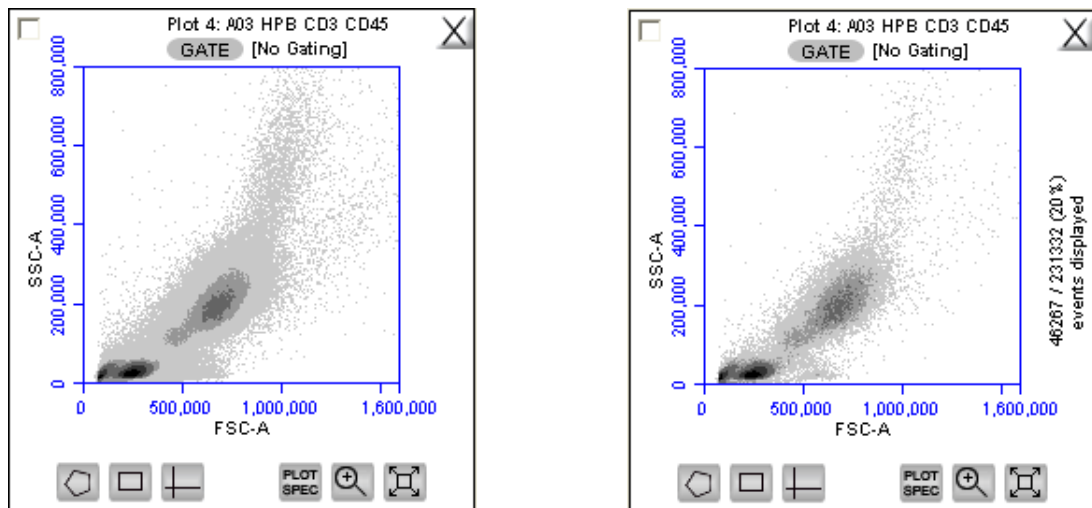 Plot 4: A03 HPB CD3 CD45
GATE [No Gating]
800,000
600,000
400,000
200,000
0
SSC-A
0 500,000 1,000,000 1,600,000
FSC-A
PLOT
SPEC
Plot 4: A03 HPB CD3 CD45
GATE [No Gating]
800,000
600,000
400,000
200,000
0
SSC-A
0 500,000 1,000,000 1,600,000
FSC-A
46267 / 231332 (20%)
events displayed
PLOT
SPEC